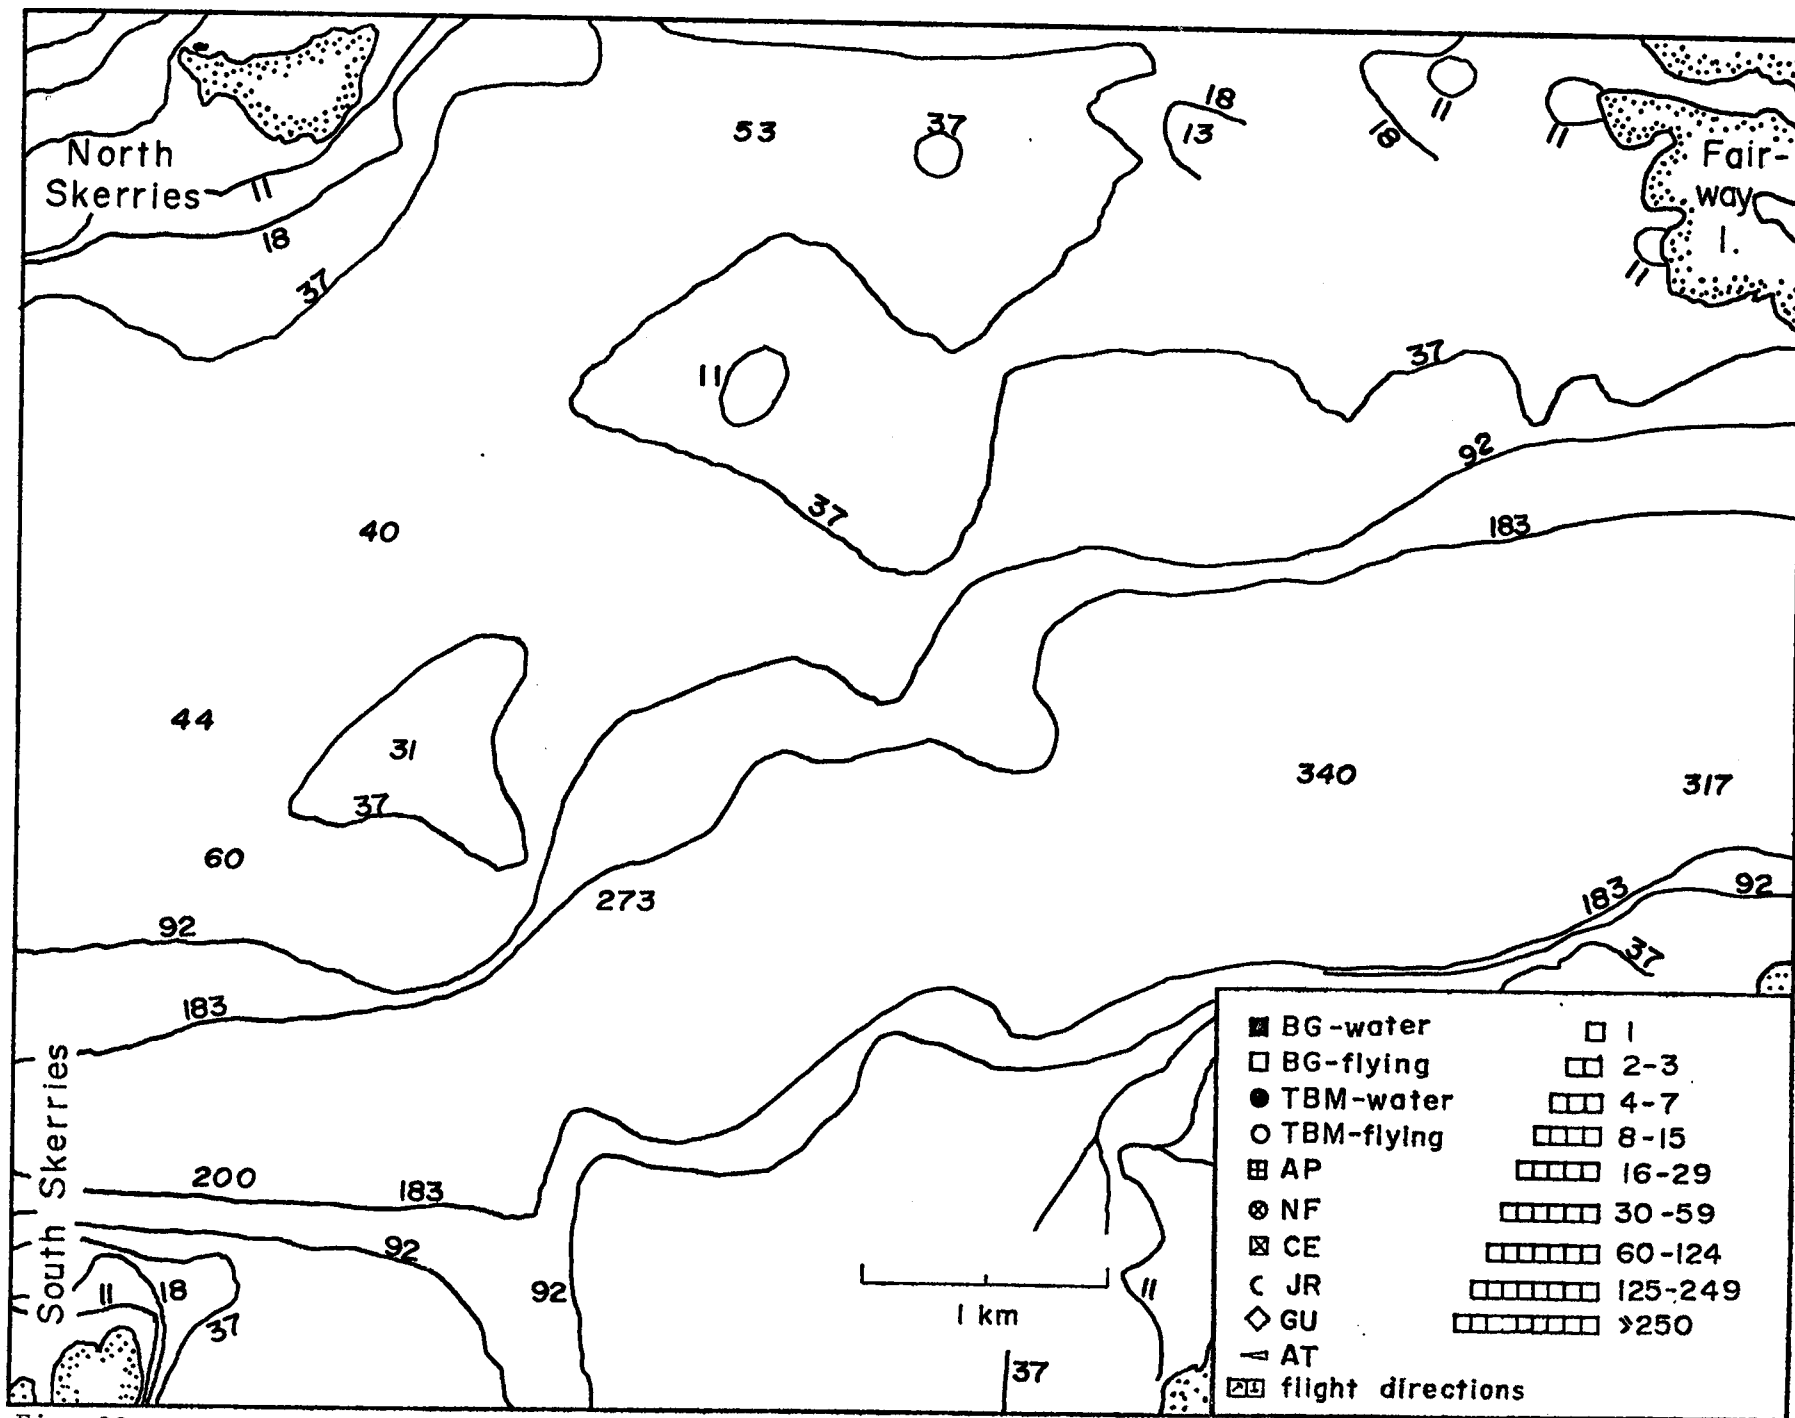 53
37
18
13
18
11
11
North
Skerries
11
18
37
Fair-
way
I.
11
11
37
92
183
37
40
44
31
37
60
340
317
273
92
183
183
92
37
South Skerries
200
183
92
92
11
18
37
1 km
11
37
BG-water
BG-flying
TBM-water
TBM-flying
AP
NF
CE
JR
GU
AT
flight directions
1
2-3
4-7
8-15
16-29
30-59
60-124
125-249
≥250